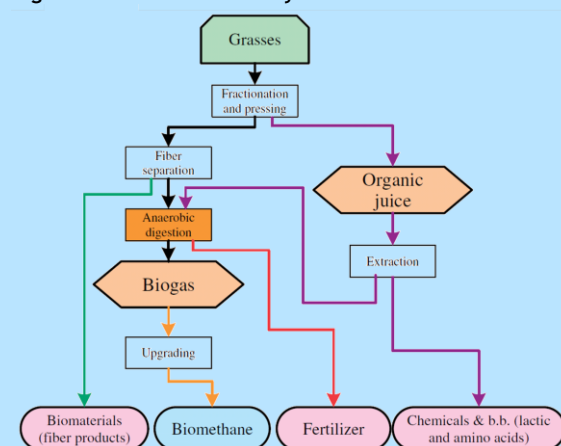 Grasses
Fractionation
and pressing
Fiber
separation
Organic
juice
Anaerobic
digestion
Extraction
Biogas
Upgrading
Biomaterials
(fiber products)
Biomethane
Fertilizer
Chemicals & b.b. (lactic
and amino acids)